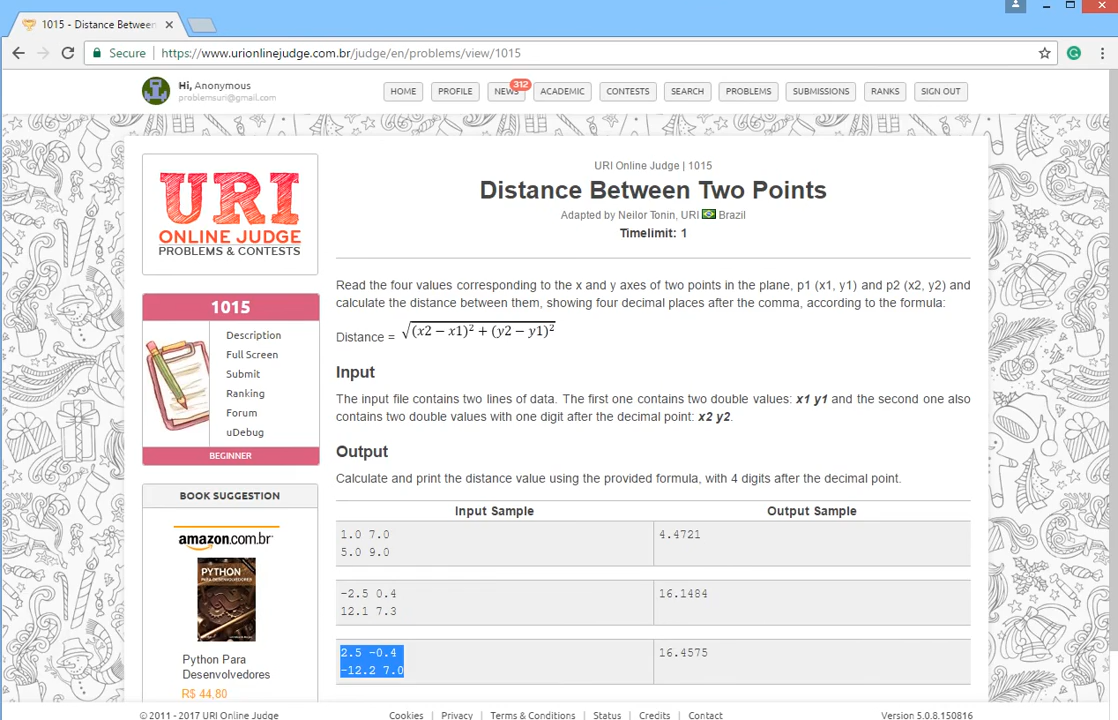 1015 - Distance Between
Secure | https://www.urionlinejudge.com.br/judge/en/problems/view/1015
Hi, Anonymous
problemsuri@gmail.com
HOME PROFILE NEWS 312 ACADEMIC CONTESTS SEARCH PROBLEMS SUBMISSIONS RANKS SIGN OUT
URI
ONLINE JUDGE
PROBLEMS & CONTESTS
1015
Description
Full Screen
Submit
Ranking
Forum
uDebug
BEGINNER
BOOK SUGGESTION
amazon.com.br
PYTHON
Python Para
Desenvolvedores
R$ 44,80
URI Online Judge | 1015
Distance Between Two Points
Adapted by Neilor Tonin, URI Brazil
Timelimit: 1
Read the four values corresponding to the x and y axes of two points in the plane, p1 (x1, y1) and p2 (x2, y2) and
calculate the distance between them, showing four decimal places after the comma, according to the formula:
Distance = √(x2 − x1)² + (y2 − y1)²
Input
The input file contains two lines of data. The first one contains two double values: x1 y1 and the second one also
contains two double values with one digit after the decimal point: x2 y2.
Output
Calculate and print the distance value using the provided formula, with 4 digits after the decimal point.
Input Sample Output Sample
1.0 7.0 4.4721
5.0 9.0
-2.5 0.4 16.1484
12.1 7.3
2.5 -0.4 16.4575
-12.2 7.0
© 2011 - 2017 URI Online Judge Cookies | Privacy | Terms & Conditions | Status | Credits | Contact Version 5.0.8.150816